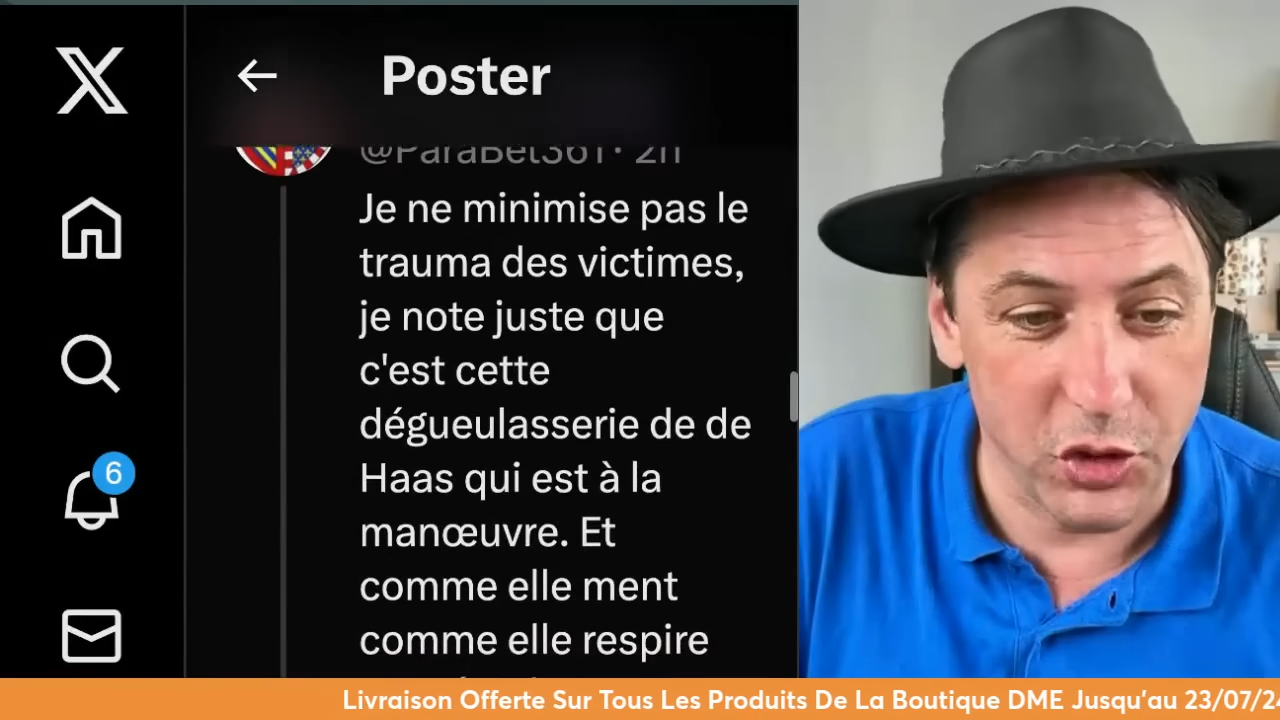 Poster
@ParaBel361 · 2h
Je ne minimise pas le
trauma des victimes,
je note juste que
c'est cette
dégueulasserie de de
Haas qui est à la
manœuvre. Et
comme elle ment
comme elle respire
6
Livraison Offerte Sur Tous Les Produits De La Boutique DME Jusqu'au 23/07/2